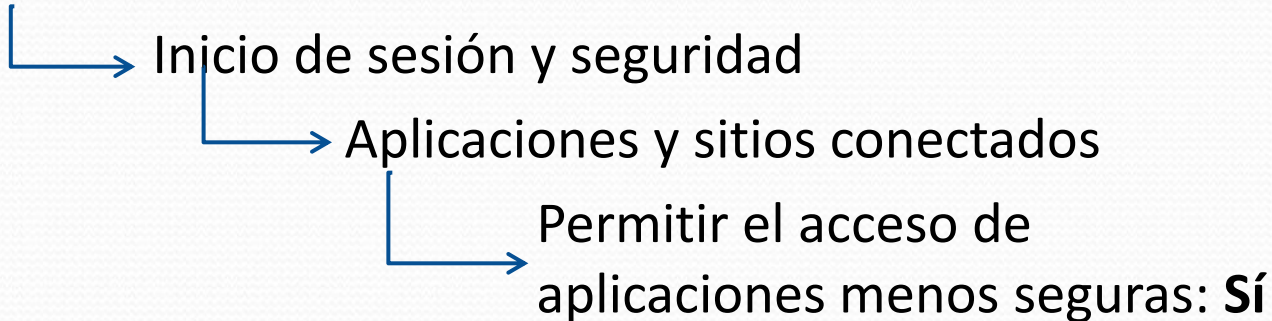 Inicio de sesión y seguridad
Aplicaciones y sitios conectados
Permitir el acceso de
aplicaciones menos seguras: Sí